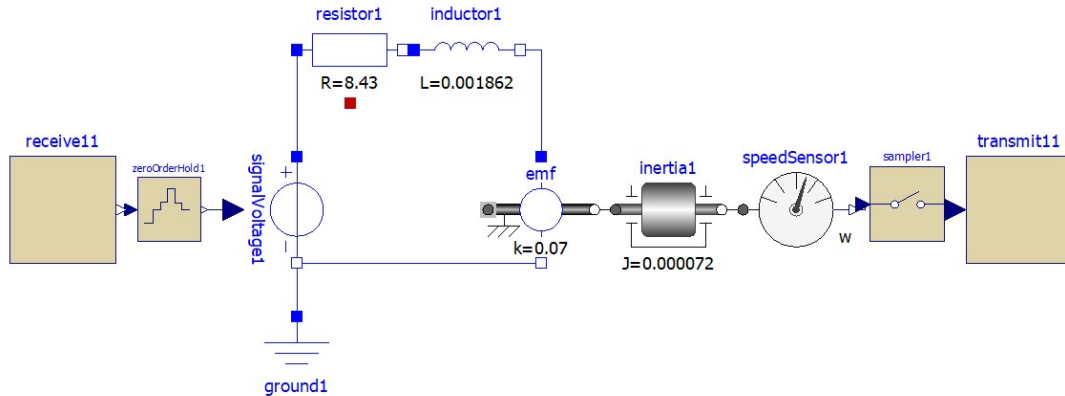 resistor1
inductor1
R=8.43
L=0.001862
receive11
zeroOrderHold1
signalVoltage1
+
−
emf
k=0.07
inertia1
J=0.000072
speedSensor1
w
sampler1
transmit11
ground1